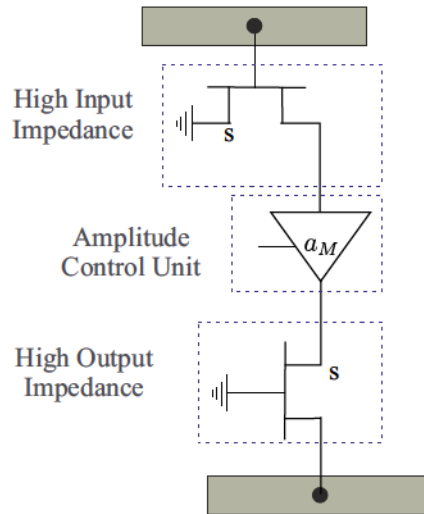 High Input
Impedance
S
Amplitude
Control Unit
a_M
High Output
Impedance
S